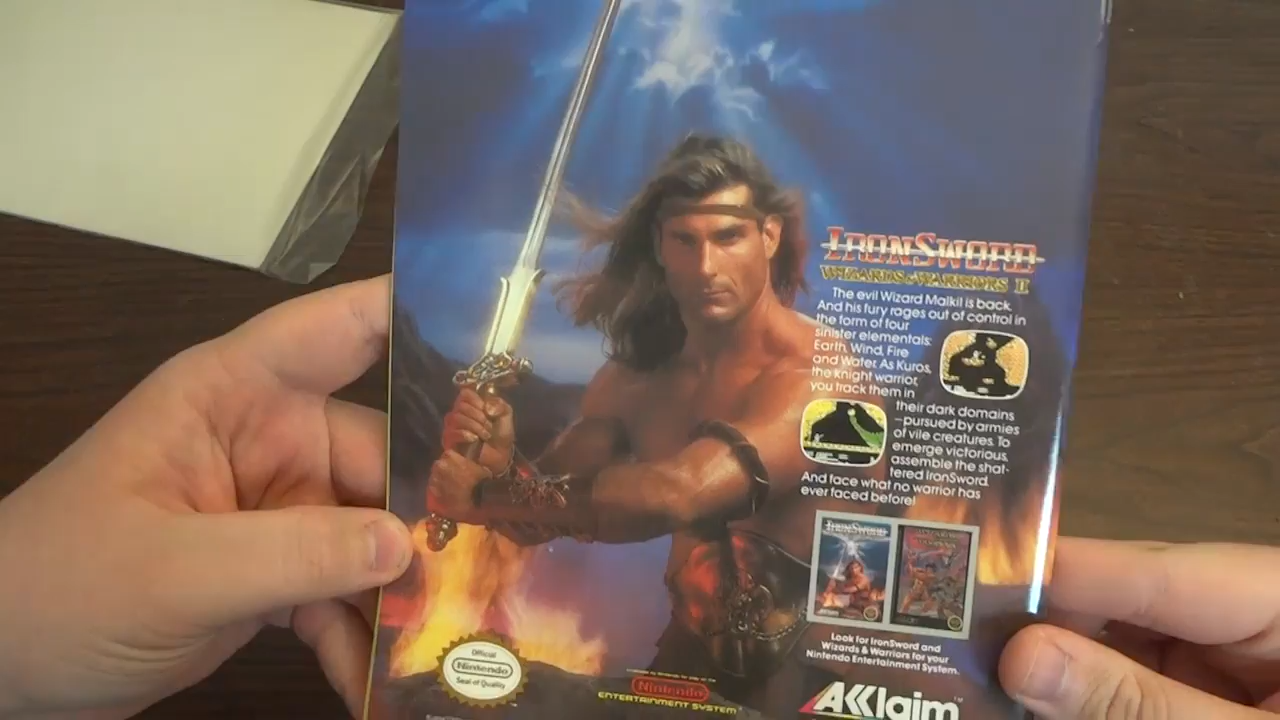 IRONSWORD
WIZARDS & WARRIORS II
The evil Wizard Malkil is back.
And his fury rages out of control in
the form of four
sinister elementals:
Earth, Wind, Fire
and Water. As Kuros,
the knight warrior,
you track them in
their dark domains
–pursued by armies
of vile creatures. To
emerge victorious,
assemble the shat-
tered IronSword.
And face what no warrior has
ever faced before!
IRONSWORD
Look for IronSword and
Wizards & Warriors for your
Nintendo Entertainment System.
Official
Nintendo
Seal of Quality
Nintendo
ENTERTAINMENT SYSTEM
AKKlaim™